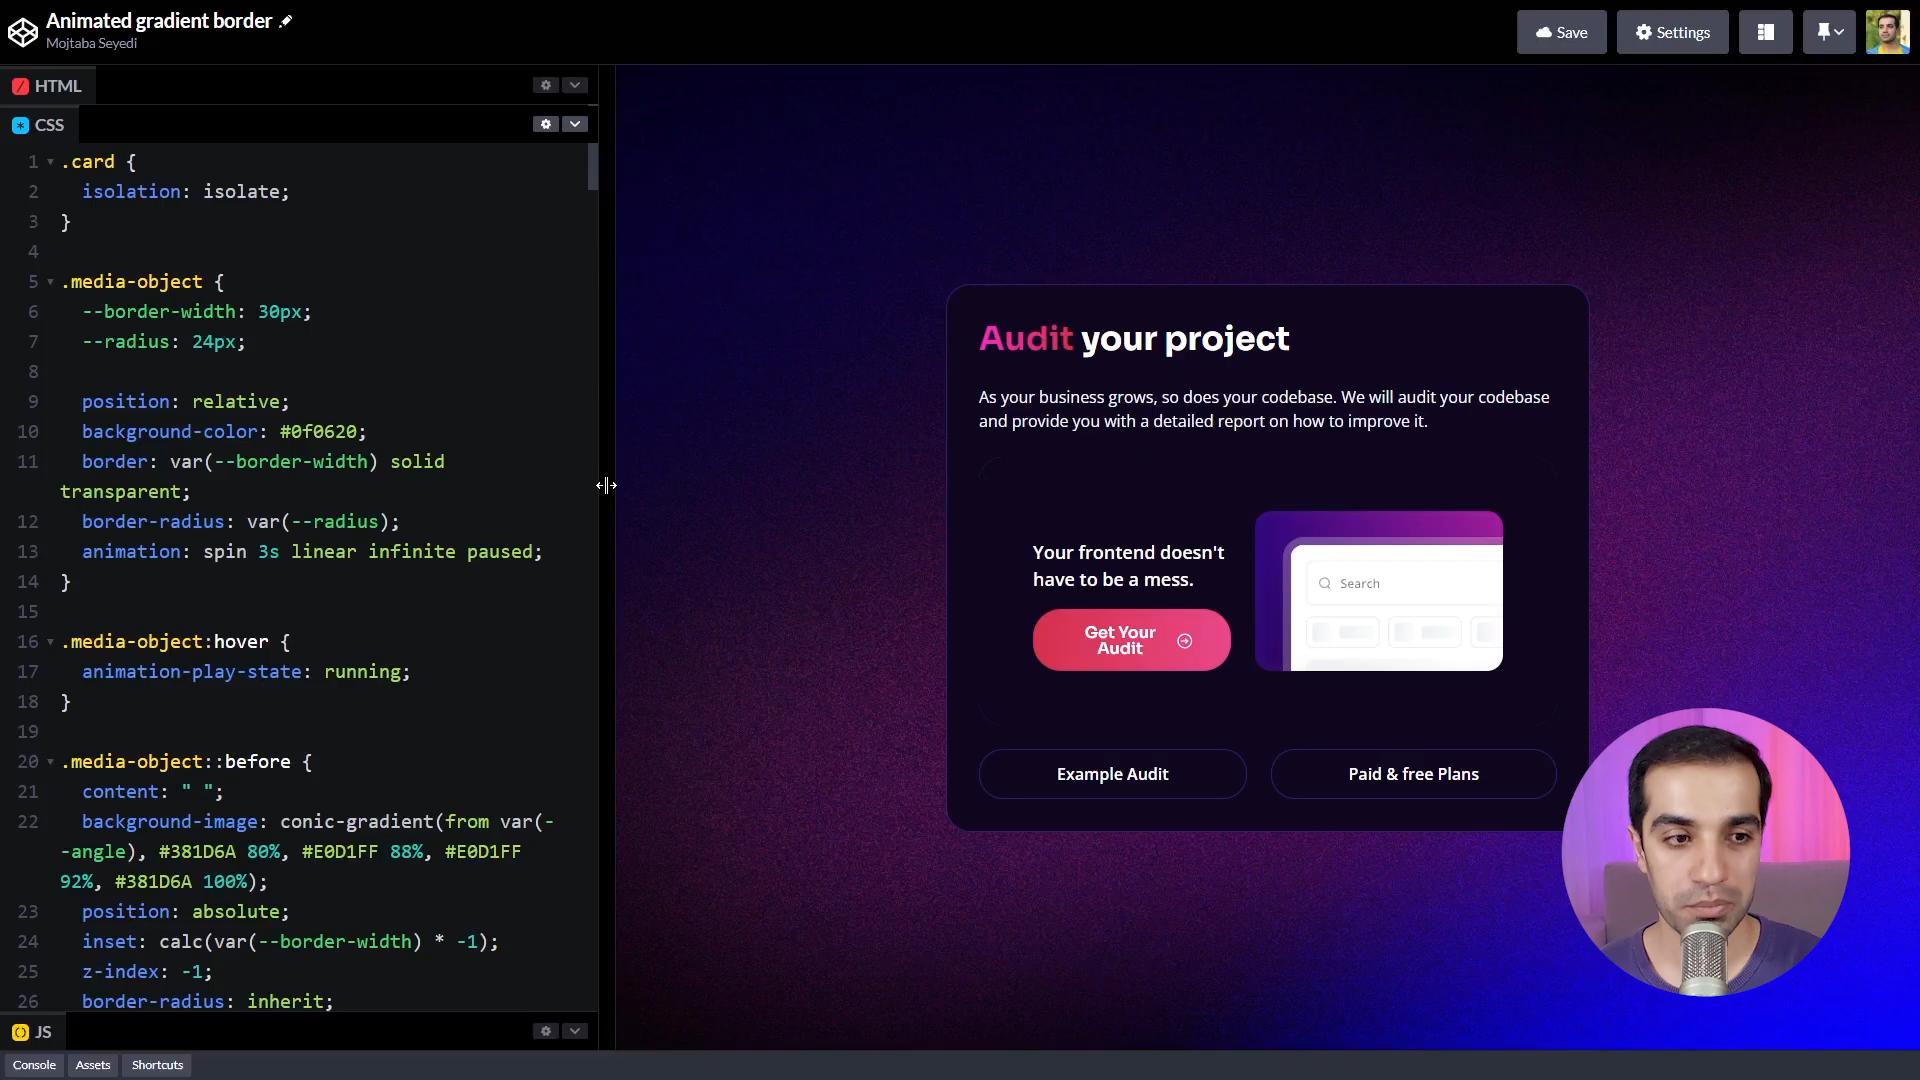 Animated gradient border
Mojtaba Seyedi
Save
Settings
HTML
CSS
1 .card {
2 isolation: isolate;
3 }
4
5 .media-object {
6 --border-width: 30px;
7 --radius: 24px;
8
9 position: relative;
10 background-color: #0f0620;
11 border: var(--border-width) solid
transparent;
12 border-radius: var(--radius);
13 animation: spin 3s linear infinite paused;
14 }
15
16 .media-object:hover {
17 animation-play-state: running;
18 }
19
20 .media-object::before {
21 content: " ";
22 background-image: conic-gradient(from var(-
-angle), #381D6A 80%, #E0D1FF 88%, #E0D1FF
92%, #381D6A 100%);
23 position: absolute;
24 inset: calc(var(--border-width) * -1);
25 z-index: -1;
26 border-radius: inherit;
JS
Console
Assets
Shortcuts
Audit your project
As your business grows, so does your codebase. We will audit your codebase
and provide you with a detailed report on how to improve it.
Your frontend doesn't
have to be a mess.
Get Your
Audit
Search
Example Audit
Paid & free Plans